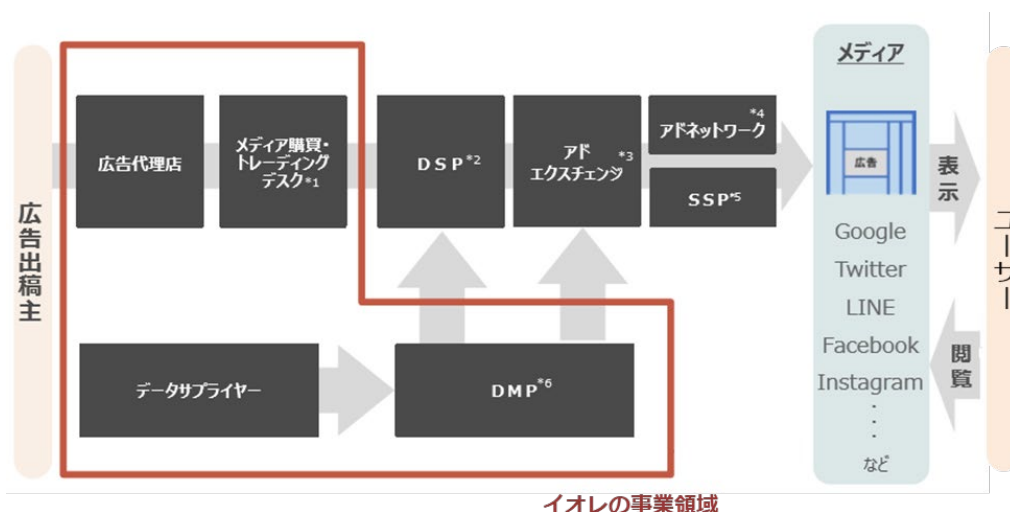 広告出稿主
広告代理店
メディア購買・
トレーディング
デスク*1
DSP*2
アド *3
エクスチェンジ
アドネットワーク *4
SSP*5
データサプライヤー
DMP*6
メディア
広告
Google
Twitter
LINE
Facebook
Instagram
・
・
・
など
表示
閲覧
ユーザー
イオレの事業領域